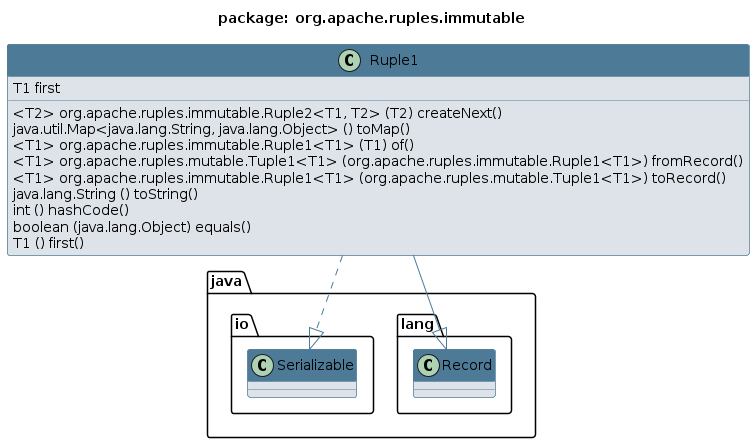 package: org.apache.ruples.immutable
C Ruple1
T1 first
<T2> org.apache.ruples.immutable.Ruple2<T1, T2> (T2) createNext()
java.util.Map<java.lang.String, java.lang.Object> () toMap()
<T1> org.apache.ruples.immutable.Ruple1<T1> (T1) of()
<T1> org.apache.ruples.mutable.Tuple1<T1> (org.apache.ruples.immutable.Ruple1<T1>) fromRecord()
<T1> org.apache.ruples.immutable.Ruple1<T1> (org.apache.ruples.mutable.Tuple1<T1>) toRecord()
java.lang.String () toString()
int () hashCode()
boolean (java.lang.Object) equals()
T1 () first()
java
io
lang
C Serializable
C Record